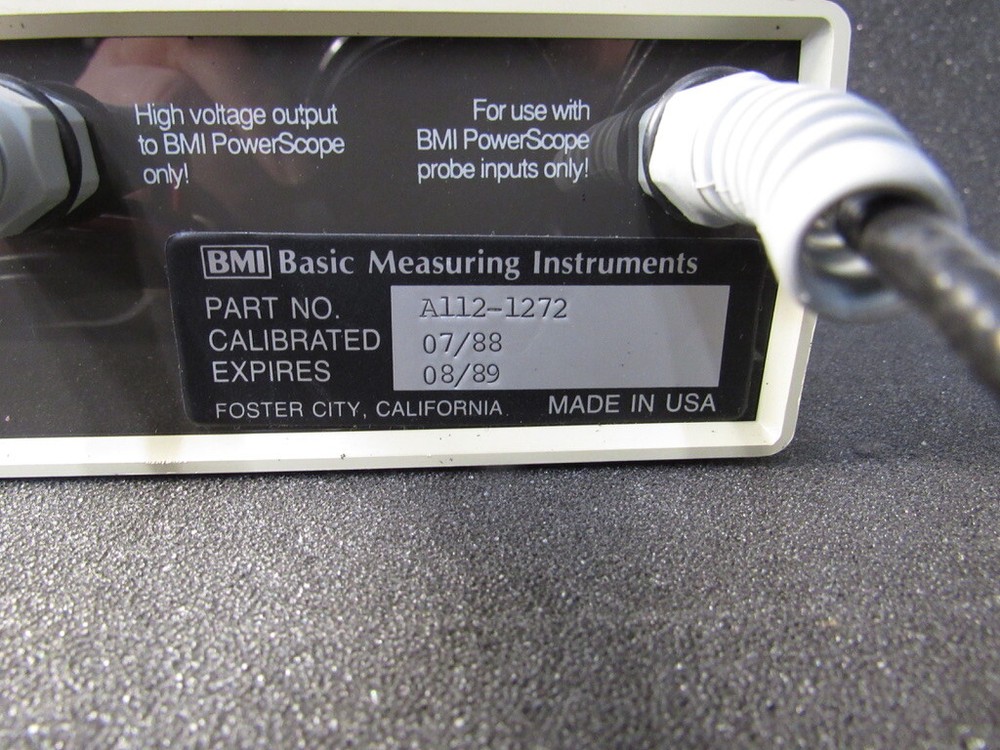 High voltage output
to BMI PowerScope
only!
For use with
BMI PowerScope
probe inputs only!
BMI Basic Measuring Instruments
PART NO. A112-1272
CALIBRATED 07/88
EXPIRES 08/89
FOSTER CITY, CALIFORNIA. MADE IN USA